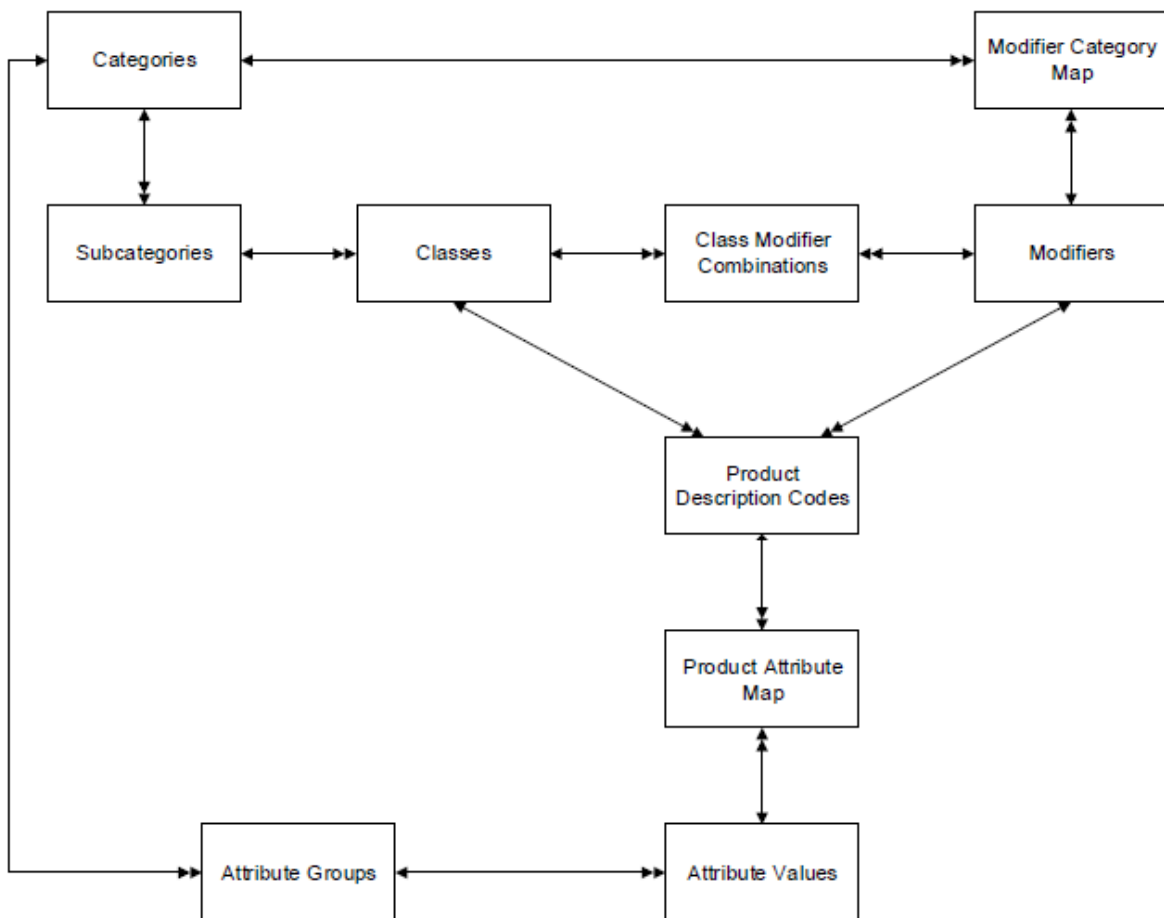 Categories
Modifier Category
Map
Subcategories
Classes
Class Modifier
Combinations
Modifiers
Product
Description Codes
Product Attribute
Map
Attribute Groups
Attribute Values